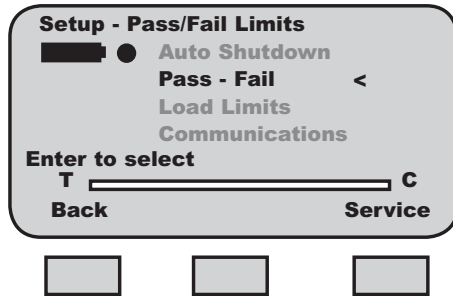 Setup - Pass/Fail Limits
Auto Shutdown
Pass - Fail <
Load Limits
Communications
Enter to select
T C
Back Service